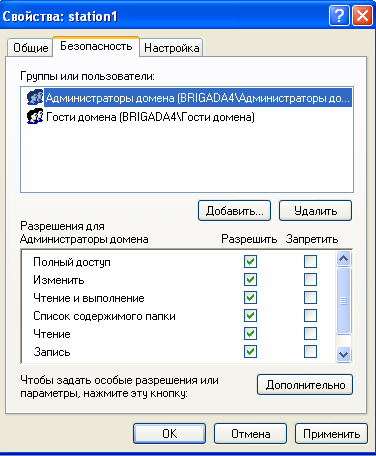 Свойства: station1
Общие Безопасность Настройка
Группы или пользователи:
Администраторы домена (BRIGADA4\Администраторы до...
Гости домена (BRIGADA4\Гости домена)
Добавить... Удалить
Разрешения для
Администраторы домена Разрешить Запретить
Полный доступ
Изменить
Чтение и выполнение
Список содержимого папки
Чтение
Запись
Чтобы задать особые разрешения или
параметры, нажмите эту кнопку: Дополнительно
OK Отмена Применить